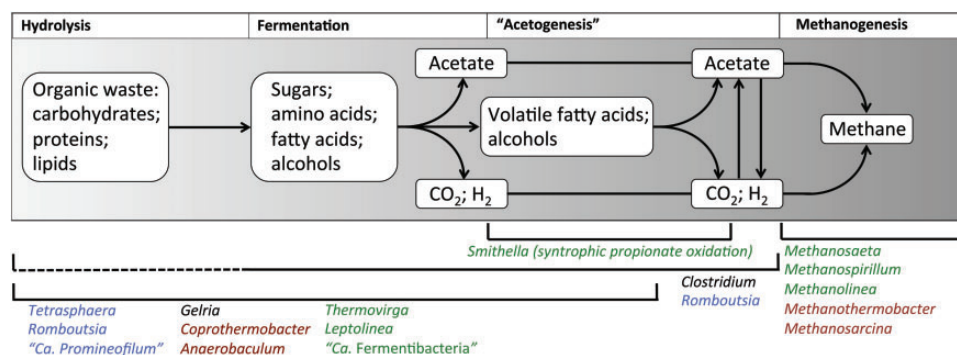 Hydrolysis
Fermentation
“Acetogenesis”
Methanogenesis
Organic waste:
carbohydrates;
proteins;
lipids
Sugars;
amino acids;
fatty acids;
alcohols
Acetate
Volatile fatty acids;
alcohols
CO2; H2
Acetate
CO2; H2
Methane
Smithella (syntrophic propionate oxidation)
Methanosaeta
Methanospirillum
Methanolinea
Methanothermobacter
Methanosarcina
Clostridium
Romboutsia
Tetrasphaera
Romboutsia
“Ca. Promineofilum”
Gelria
Coprothermobacter
Anaerobaculum
Thermovirga
Leptolinea
“Ca. Fermentibacteria”